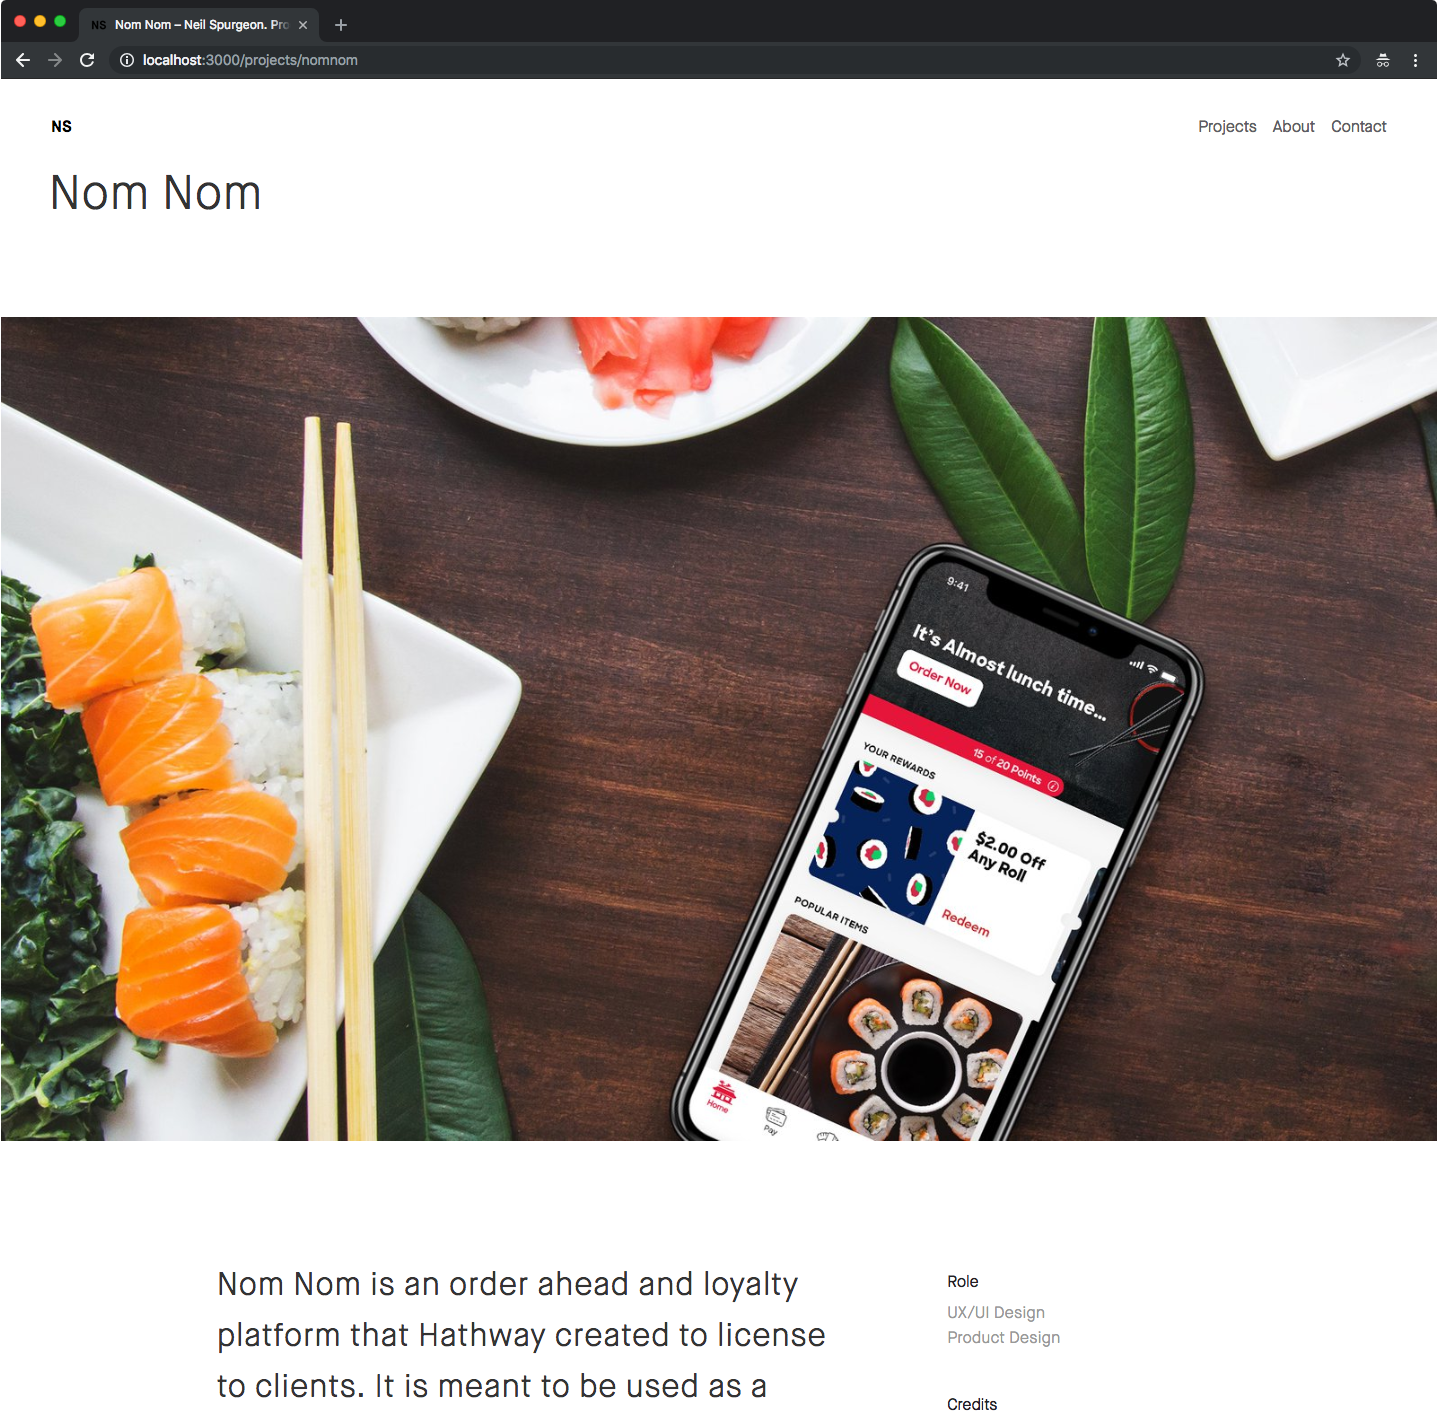 NS Nom Nom – Neil Spurgeon. Pro
localhost:3000/projects/nomnom
NS
Projects About Contact
Nom Nom
9:41
It's Almost lunch time...
Order Now
15 of 20 Points
YOUR REWARDS
$2.00 Off
Any Roll
Redeem
POPULAR ITEMS
Home
Pay
Nom Nom is an order ahead and loyalty
platform that Hathway created to license
to clients. It is meant to be used as a
Role
UX/UI Design
Product Design
Credits